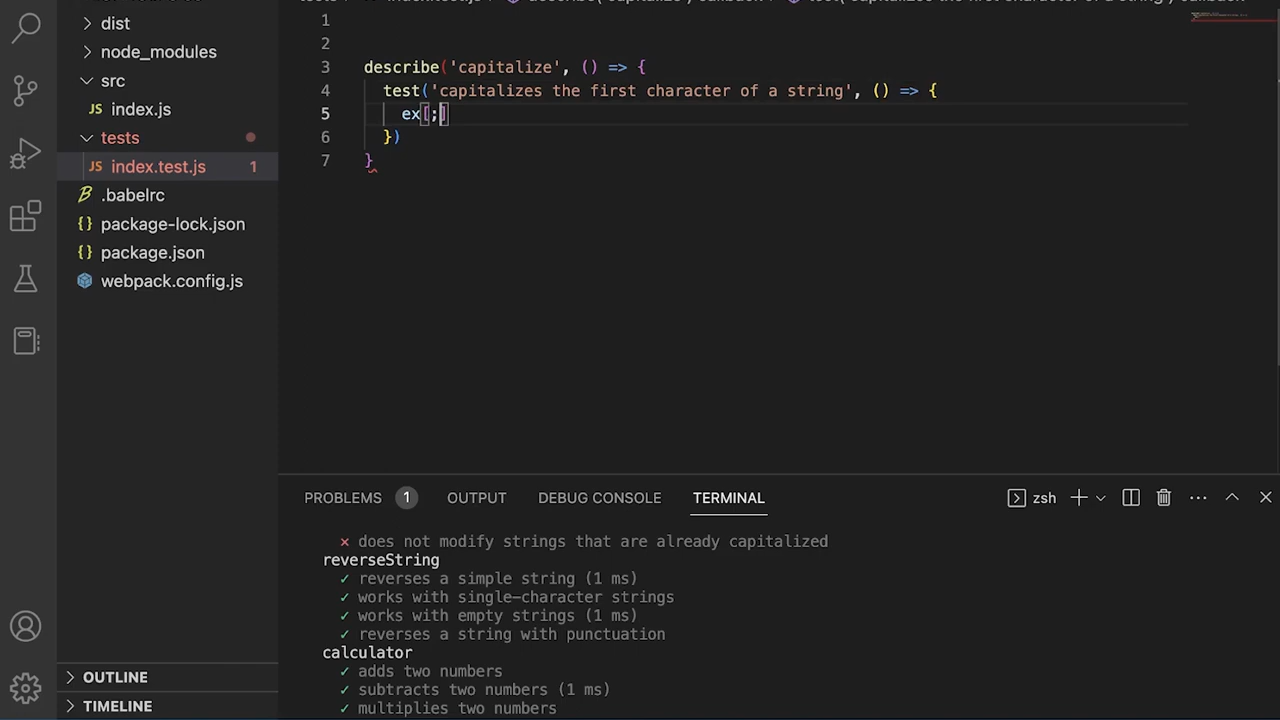 dist
node_modules
src
JS index.js
tests
JS index.test.js 1
.babelrc
{} package-lock.json
{} package.json
webpack.config.js
OUTLINE
TIMELINE
1
2
3 describe('capitalize', () => {
4 test('capitalizes the first character of a string', () => {
5 ex[;]
6 })
7 }
PROBLEMS 1 OUTPUT DEBUG CONSOLE TERMINAL zsh
× does not modify strings that are already capitalized
reverseString
✓ reverses a simple string (1 ms)
✓ works with single-character strings
✓ works with empty strings (1 ms)
✓ reverses a string with punctuation
calculator
✓ adds two numbers
✓ subtracts two numbers (1 ms)
✓ multiplies two numbers